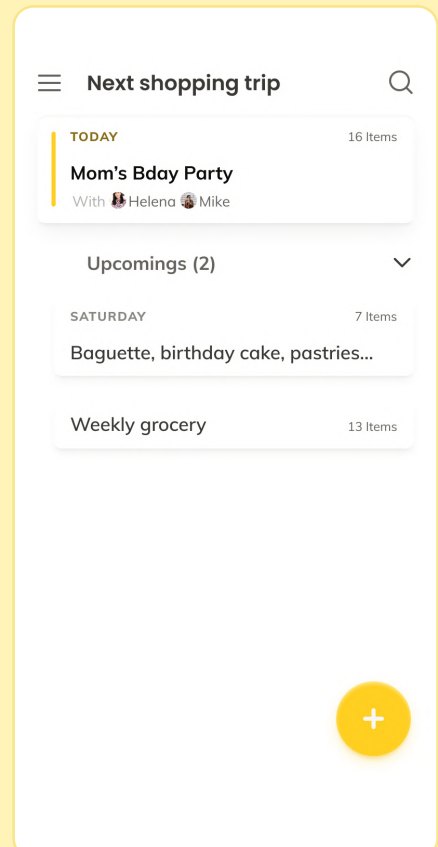 Next shopping trip
TODAY 16 Items
Mom’s Bday Party
With Helena Mike
Upcomings (2)
SATURDAY 7 Items
Baguette, birthday cake, pastries...
Weekly grocery 13 Items